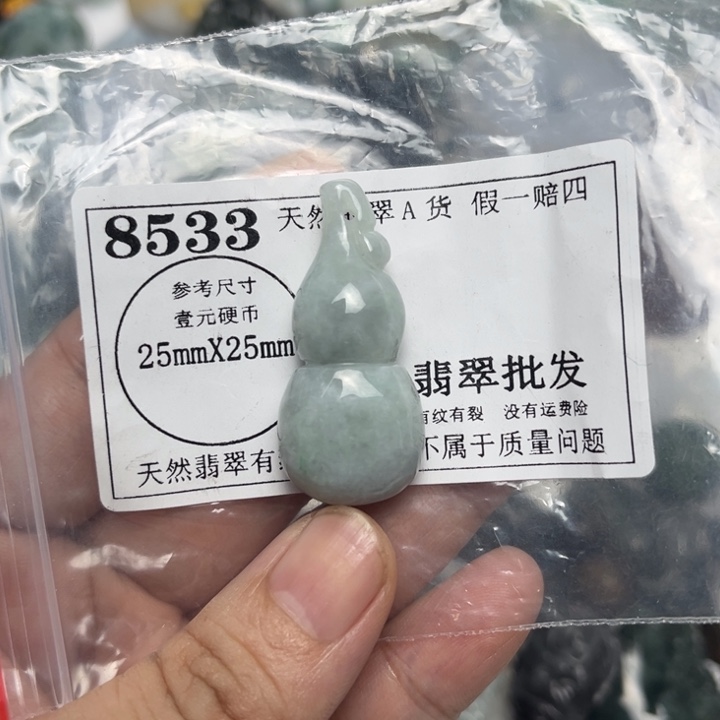 8533 天然 翠A货 假一赔四
参考尺寸
壹元硬币
25mmX25mm
翡翠批发
有纹有裂 没有运费险
天然翡翠有 不属于质量问题